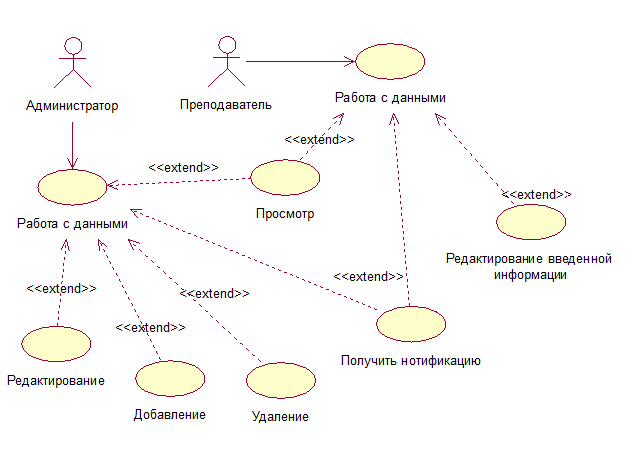 Администратор
Преподаватель
Работа с данными
<<extend>>
<<extend>>
Просмотр
Работа с данными
<<extend>>
Редактирование введенной
информации
<<extend>>
<<extend>>
<<extend>>
<<extend>>
Получить нотификацию
Редактирование
Добавление
Удаление